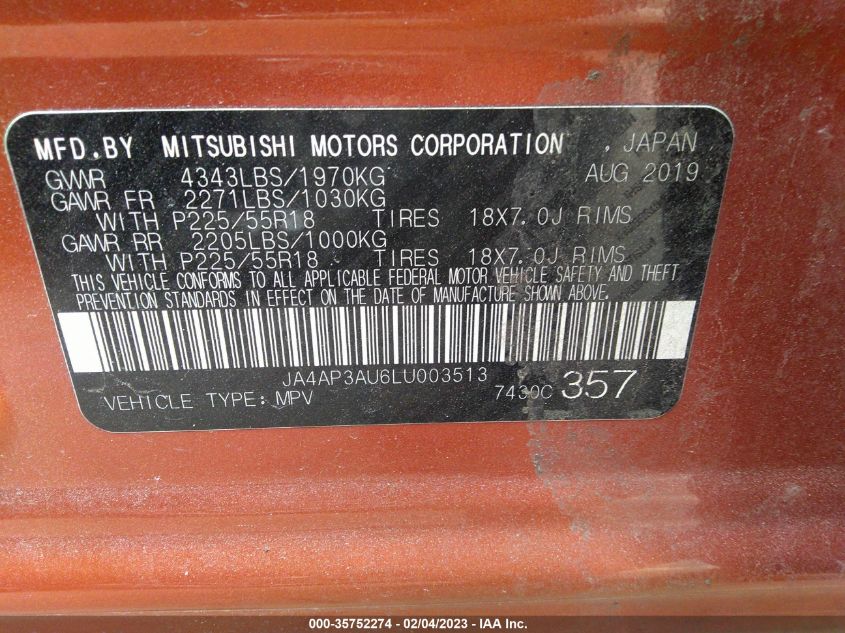 MFD.BY MITSUBISHI MOTORS CORPORATION . JAPAN
GVWR 4343LBS/1970KG AUG 2019
GAWR FR 2271LBS/1030KG
WITH P225/55R18 TIRES 18X7.0J RIMS
GAWR RR 2205LBS/1000KG
WITH P225/55R18 TIRES 18X7.0J RIMS
THIS VEHICLE CONFORMS TO ALL APPLICABLE FEDERAL MOTOR VEHICLE SAFETY AND THEFT
PREVENTION STANDARDS IN EFFECT ON THE DATE OF MANUFACTURE SHOWN ABOVE.
JA4AP3AU6LU003513
VEHICLE TYPE: MPV 7430C 357
000-35752274 - 02/04/2023 - IAA Inc.